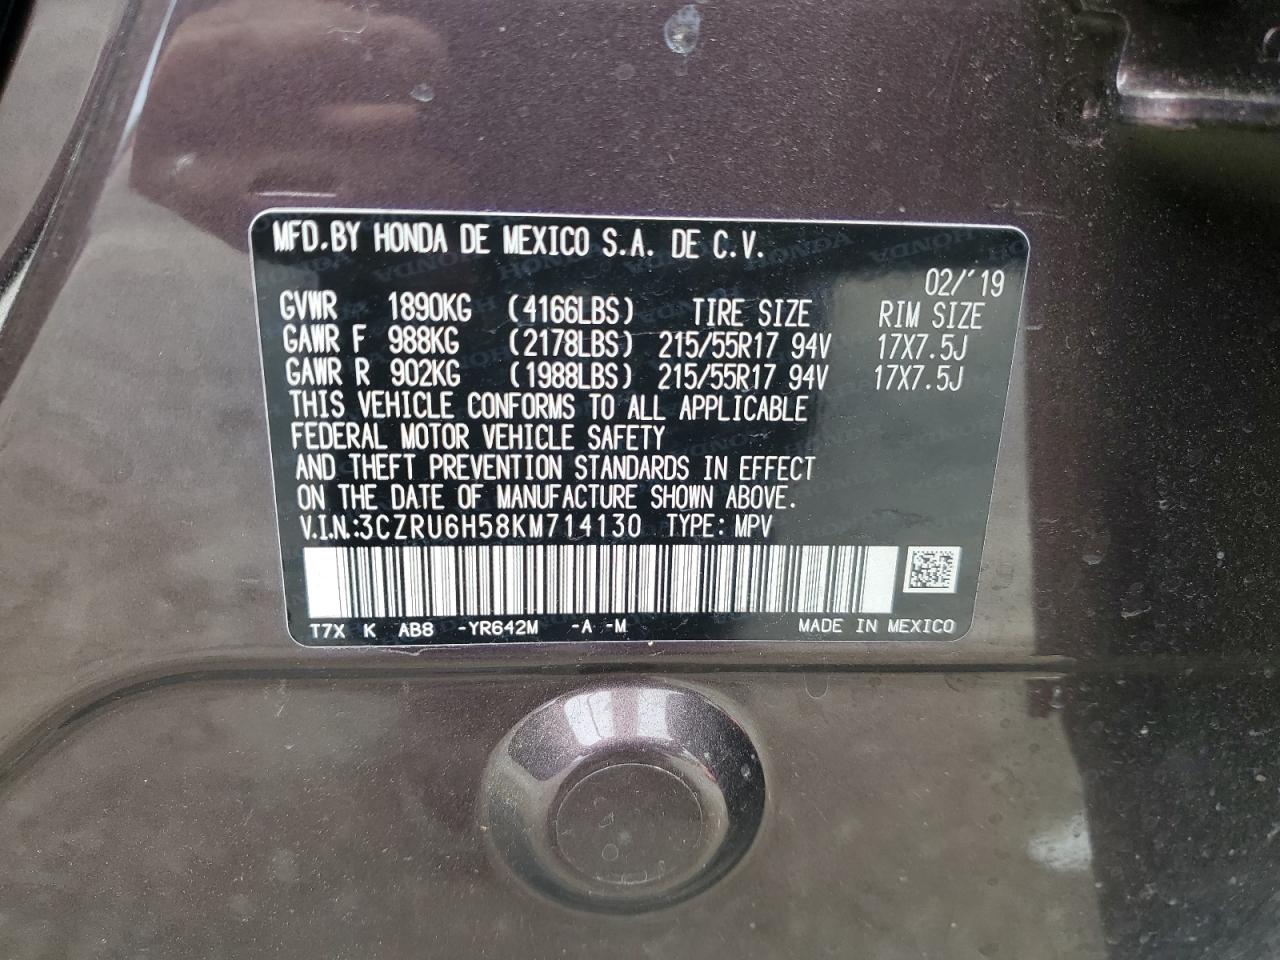 MFD.BY HONDA DE MEXICO S.A. DE C.V.
02/'19
GVWR 1890KG (4166LBS) TIRE SIZE RIM SIZE
GAWR F 988KG (2178LBS) 215/55R17 94V 17X7.5J
GAWR R 902KG (1988LBS) 215/55R17 94V 17X7.5J
THIS VEHICLE CONFORMS TO ALL APPLICABLE
FEDERAL MOTOR VEHICLE SAFETY
AND THEFT PREVENTION STANDARDS IN EFFECT
ON THE DATE OF MANUFACTURE SHOWN ABOVE.
V.I.N.:3CZRU6H58KM714130 TYPE: MPV
T7X K AB8 -YR642M -A -M MADE IN MEXICO